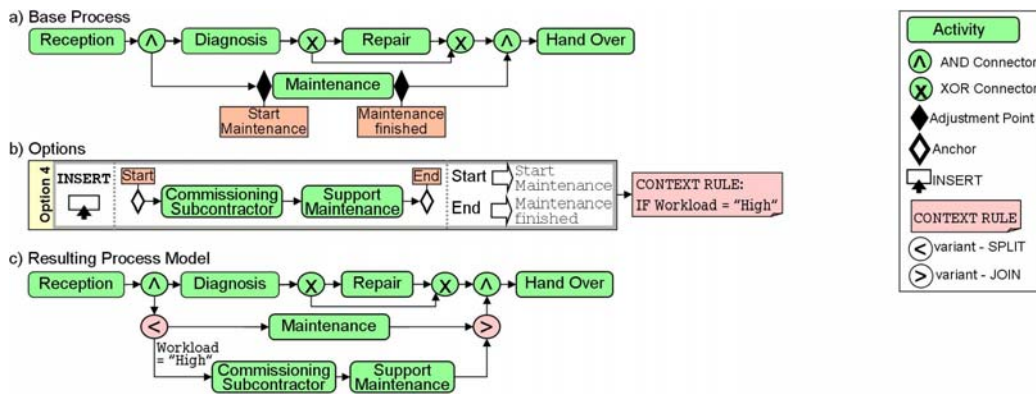 a) Base Process
Reception
Λ
Diagnosis
X
Repair
X
Λ
Hand Over
Maintenance
Start
Maintenance
Maintenance
finished
b) Options
Option 4
INSERT
Start
Commissioning
Subcontractor
Support
Maintenance
End
Start
Start
Maintenance
End
Maintenance
finished
CONTEXT RULE:
IF Workload = "High"
c) Resulting Process Model
Reception
Λ
Diagnosis
X
Repair
X
Λ
Hand Over
<
Maintenance
>
Workload
= "High"
Commissioning
Subcontractor
Support
Maintenance
Activity
Λ AND Connector
X XOR Connector
Adjustment Point
Anchor
INSERT
CONTEXT RULE
< variant - SPLIT
> variant - JOIN